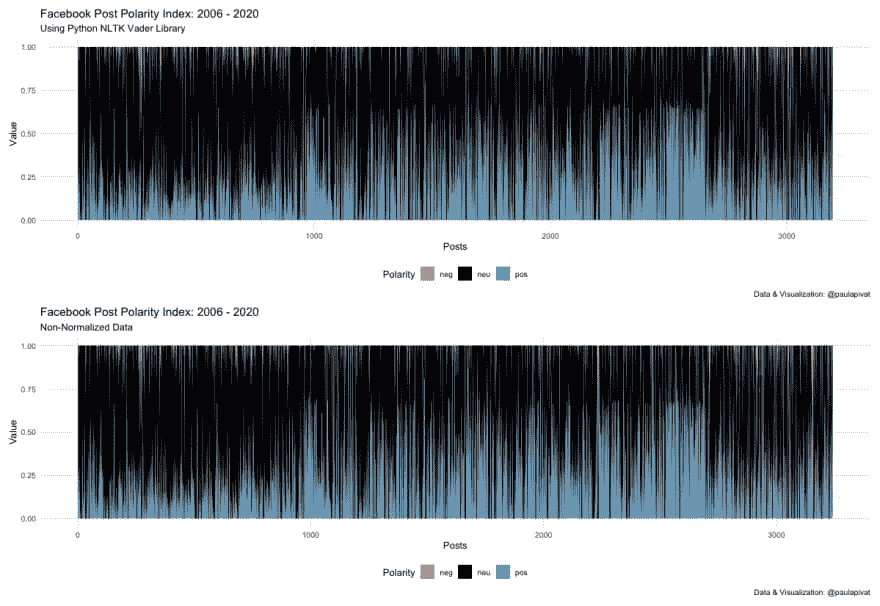 Facebook Post Polarity Index: 2006 - 2020
Using Python NLTK Vader Library
1.00
0.75
0.50
0.25
0.00
Value
0 1000 2000 3000
Posts
Polarity neg neu pos
Data & Visualization: @paulapivat
Facebook Post Polarity Index: 2006 - 2020
Non-Normalized Data
1.00
0.75
0.50
0.25
0.00
Value
0 1000 2000 3000
Posts
Polarity neg neu pos
Data & Visualization: @paulapivat